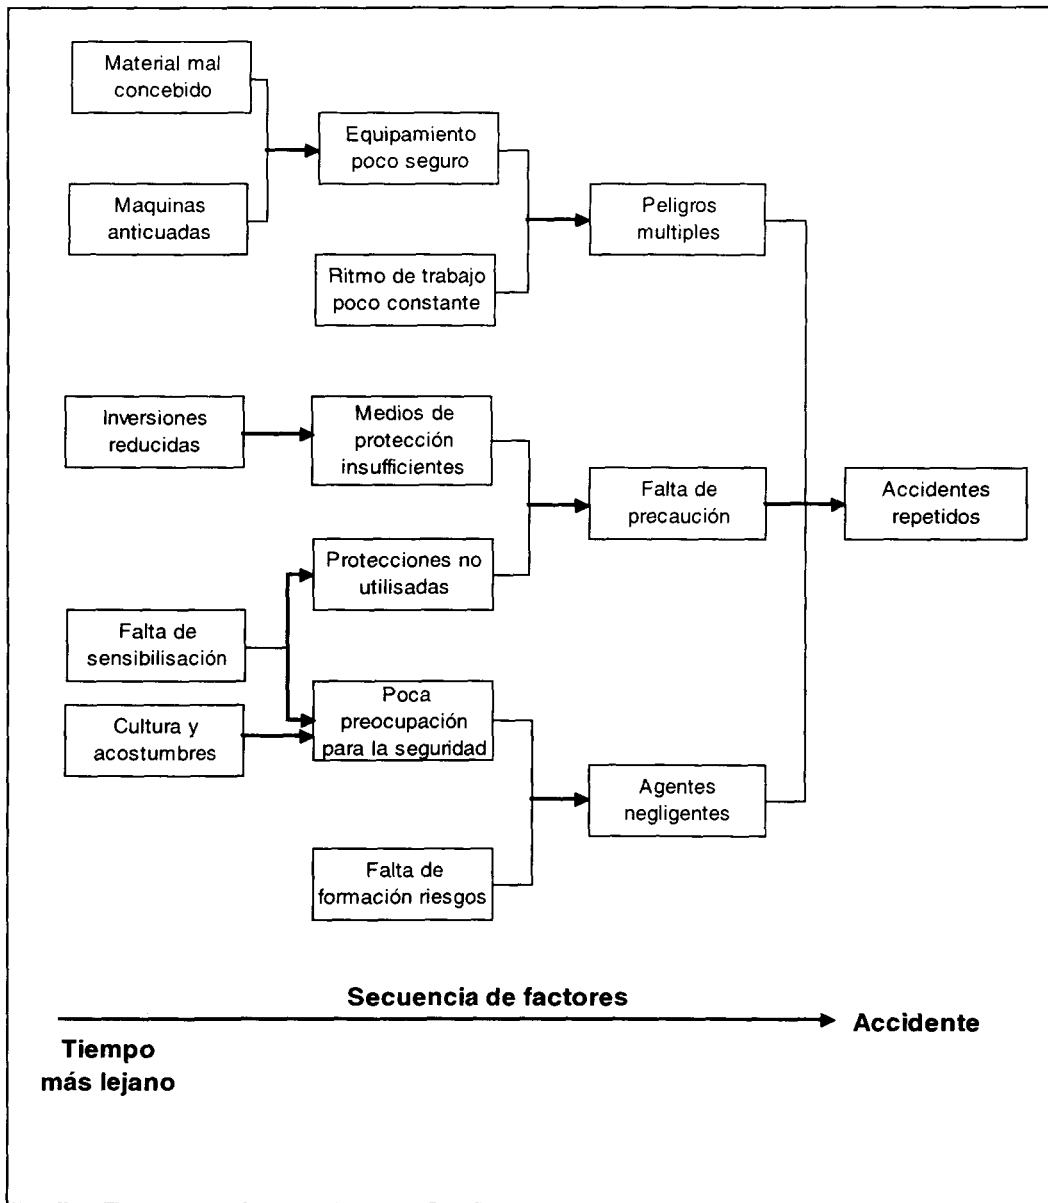 Material mal
concebido
Maquinas
anticuadas
Equipamiento
poco seguro
Ritmo de trabajo
poco constante
Peligros
multiples
Inversiones
reducidas
Medios de
protección
insufficientes
Protecciones no
utilisadas
Falta de
precaución
Accidentes
repetidos
Falta de
sensibilisación
Cultura y
acostumbres
Poca
preocupación
para la seguridad
Falta de
formación riesgos
Agentes
negligentes
Secuencia de factores
Accidente
Tiempo
más lejano